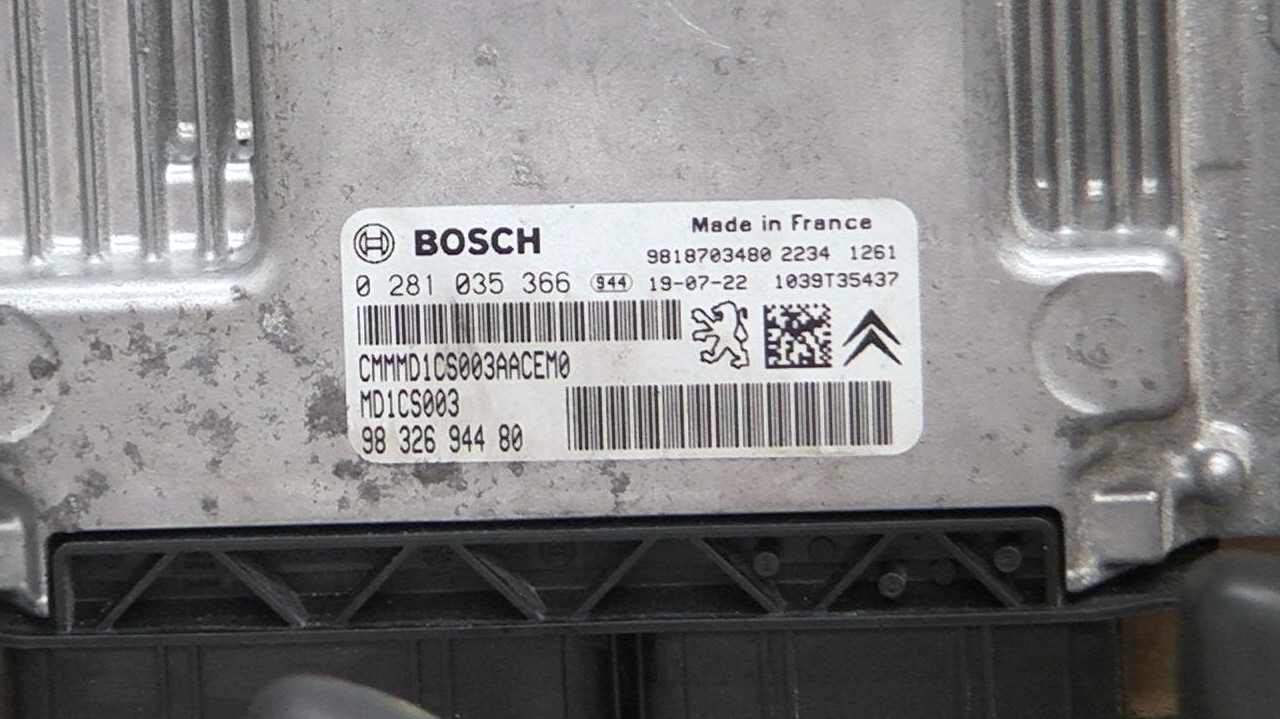 BOSCH
Made in France
9818703480 2234 1261
0 281 035 366 944 19-07-22 1039T35437
CMMMD1CS003AACEM0
MD1CS003
98 326 944 80